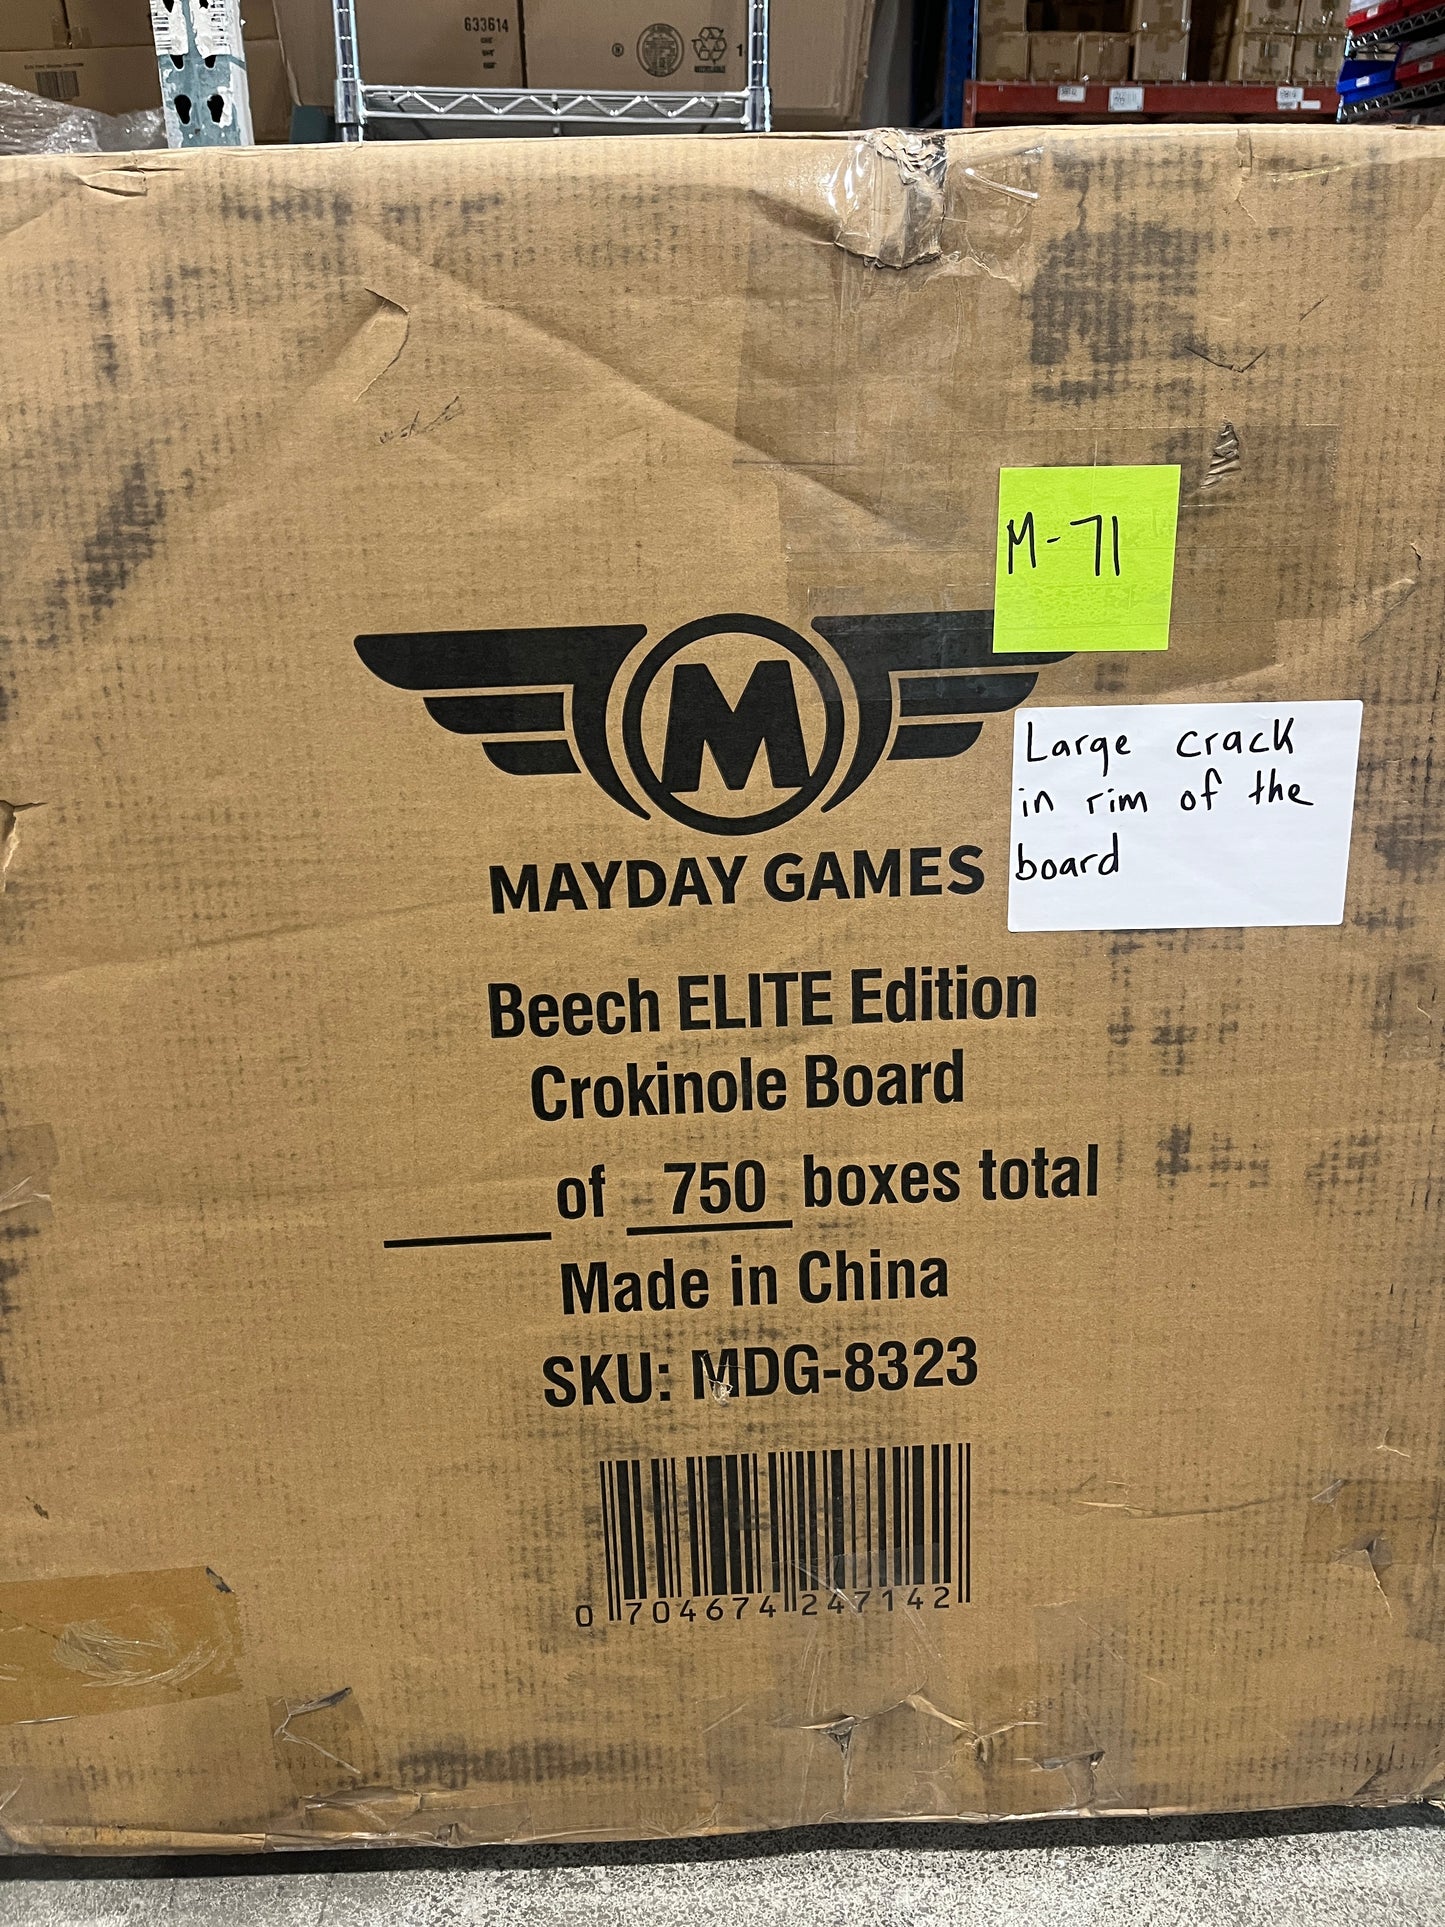 633614
M-71
M
Large crack
in rim of the
board
MAYDAY GAMES
Beech ELITE Edition
Crokinole Board
of 750 boxes total
Made in China
SKU: MDG-8323
0 704674 247142